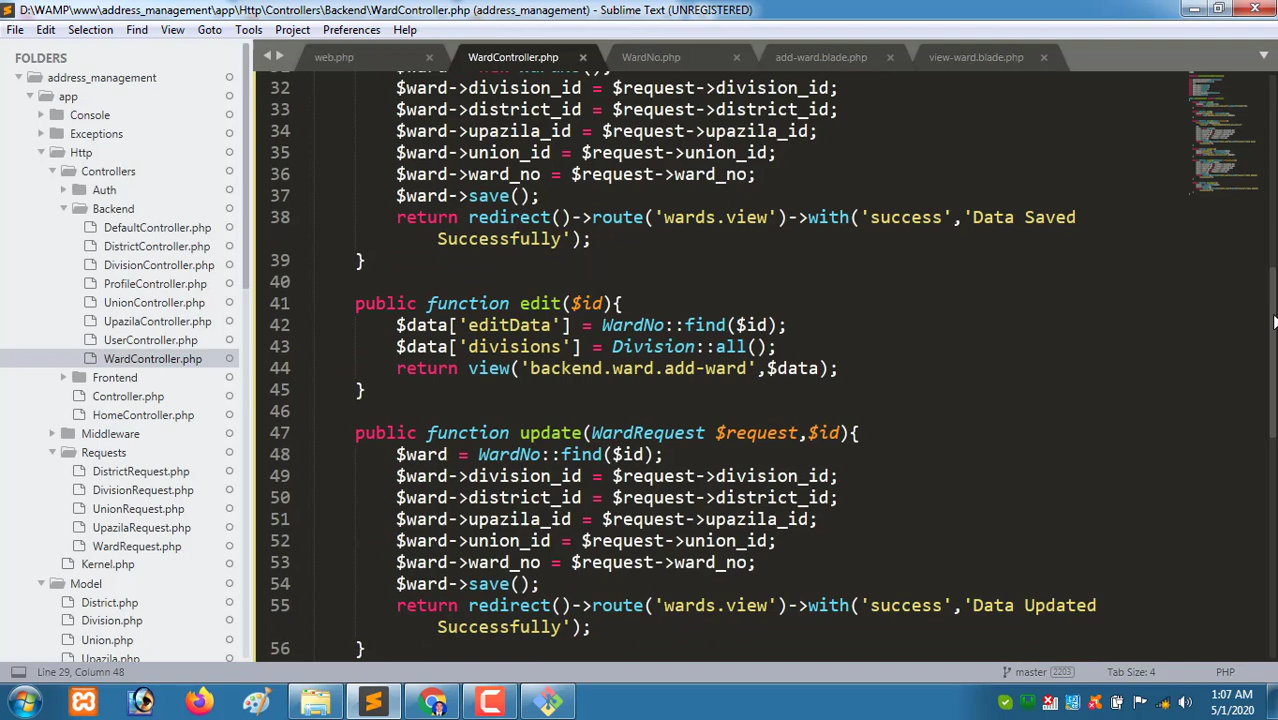 D:\WAMP\www\address_management\app\Http\Controllers\Backend\WardController.php (address_management) - Sublime Text (UNREGISTERED)
File Edit Selection Find View Goto Tools Project Preferences Help
FOLDERS
address_management
app
Console
Exceptions
Http
Controllers
Auth
Backend
DefaultController.php
DistrictController.php
DivisionController.php
ProfileController.php
UnionController.php
UpazilaController.php
UserController.php
WardController.php
Frontend
Controller.php
HomeController.php
Middleware
Requests
DistrictRequest.php
DivisionRequest.php
UnionRequest.php
UpazilaRequest.php
WardRequest.php
Kernel.php
Model
District.php
Division.php
Union.php
Upazila.php
web.php WardController.php WardNo.php add-ward.blade.php view-ward.blade.php
32 $ward->division_id = $request->division_id;
33 $ward->district_id = $request->district_id;
34 $ward->upazila_id = $request->upazila_id;
35 $ward->union_id = $request->union_id;
36 $ward->ward_no = $request->ward_no;
37 $ward->save();
38 return redirect()->route('wards.view')->with('success','Data Saved
Successfully');
39 }
40
41 public function edit($id){
42 $data['editData'] = WardNo::find($id);
43 $data['divisions'] = Division::all();
44 return view('backend.ward.add-ward',$data);
45 }
46
47 public function update(WardRequest $request,$id){
48 $ward = WardNo::find($id);
49 $ward->division_id = $request->division_id;
50 $ward->district_id = $request->district_id;
51 $ward->upazila_id = $request->upazila_id;
52 $ward->union_id = $request->union_id;
53 $ward->ward_no = $request->ward_no;
54 $ward->save();
55 return redirect()->route('wards.view')->with('success','Data Updated
Successfully');
56 }
Line 29, Column 48 master 2203 Tab Size: 4 PHP
1:07 AM
5/1/2020